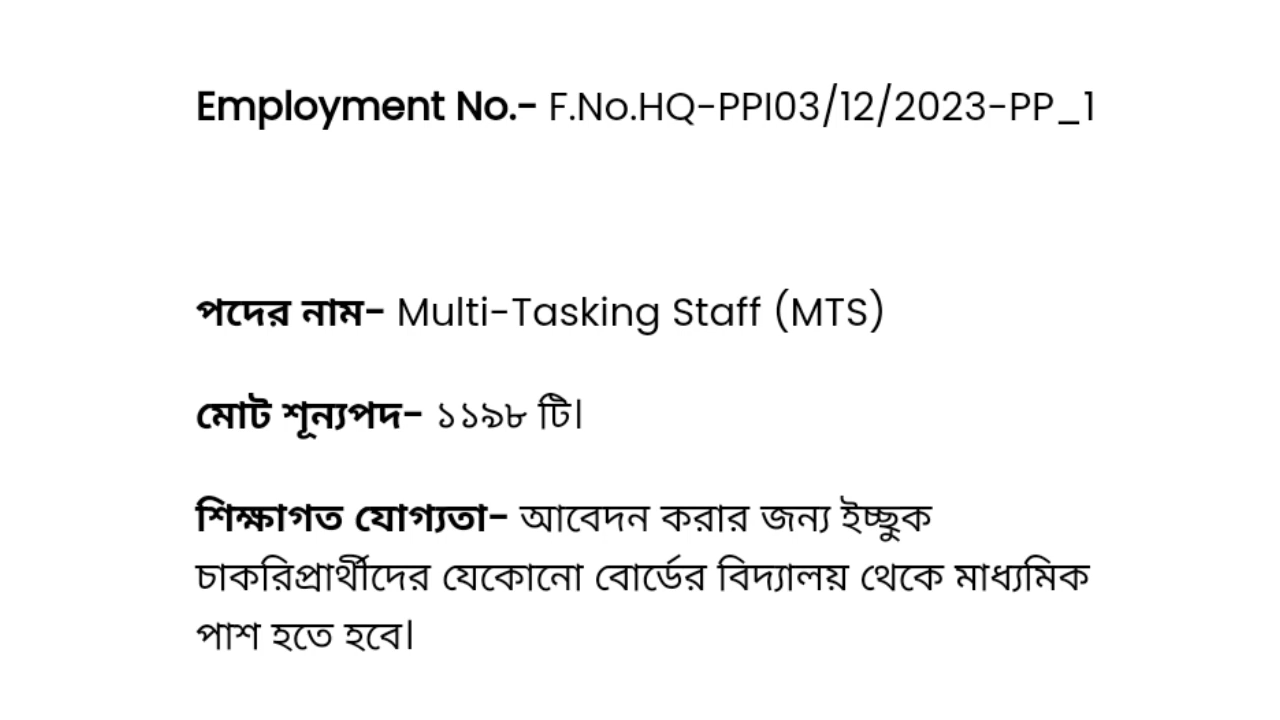 Employment No.- F.No.HQ-PPI03/12/2023-PP_1
পদের নাম- Multi-Tasking Staff (MTS)
মোট শূন্যপদ- ১১৯৮ টি।
শিক্ষাগত যোগ্যতা- আবেদন করার জন্য ইচ্ছুক
চাকরিপ্রার্থীদের যেকোনো বোর্ডের বিদ্যালয় থেকে মাধ্যমিক
পাশ হতে হবে।